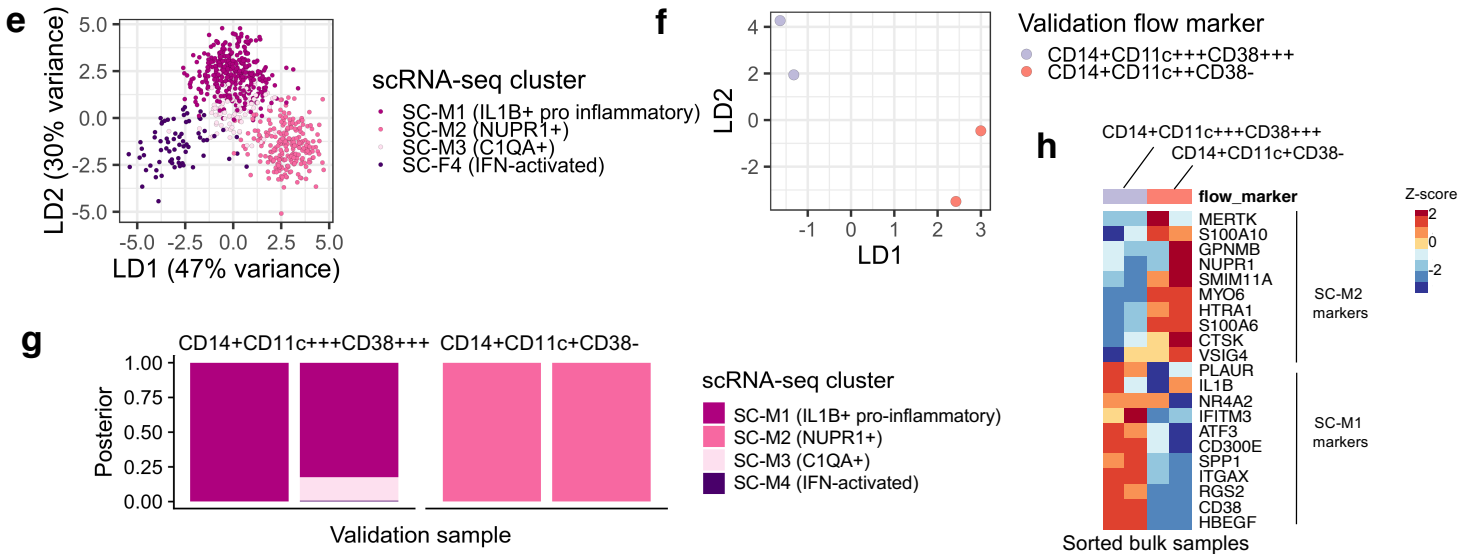 e
5.0
2.5
0.0
-2.5
-5.0
LD2 (30% variance)
-5.0 -2.5 0.0 2.5 5.0
LD1 (47% variance)
scRNA-seq cluster
SC-M1 (IL1B+ pro inflammatory)
SC-M2 (NUPR1+)
SC-M3 (C1QA+)
SC-F4 (IFN-activated)
f
4
2
0
-2
LD2
-1 0 1 2 3
LD1
Validation flow marker
CD14+CD11c+++CD38+++
CD14+CD11c++CD38-
g
CD14+CD11c+++CD38+++ CD14+CD11c+CD38-
1.00
0.75
0.50
0.25
0.00
Posterior
Validation sample
scRNA-seq cluster
SC-M1 (IL1B+ pro-inflammatory)
SC-M2 (NUPR1+)
SC-M3 (C1QA+)
SC-M4 (IFN-activated)
h
CD14+CD11c+++CD38+++
CD14+CD11c+CD38-
flow_marker
MERTK
S100A10
GPNMB
NUPR1
SMIM11A
MYO6
HTRA1
S100A6
CTSK
VSIG4
PLAUR
IL1B
NR4A2
IFITM3
ATF3
CD300E
SPP1
ITGAX
RGS2
CD38
HBEGF
SC-M2
markers
SC-M1
markers
Z-score
2
0
-2
Sorted bulk samples